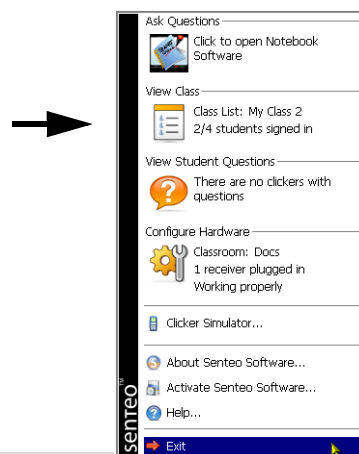 Ask Questions
Click to open Notebook
Software
View Class
Class List: My Class 2
2/4 students signed in
View Student Questions
There are no clickers with
questions
Configure Hardware
Classroom: Docs
1 receiver plugged in
Working properly
Clicker Simulator...
About Senteo Software...
Activate Senteo Software...
Help...
Exit
senteo™